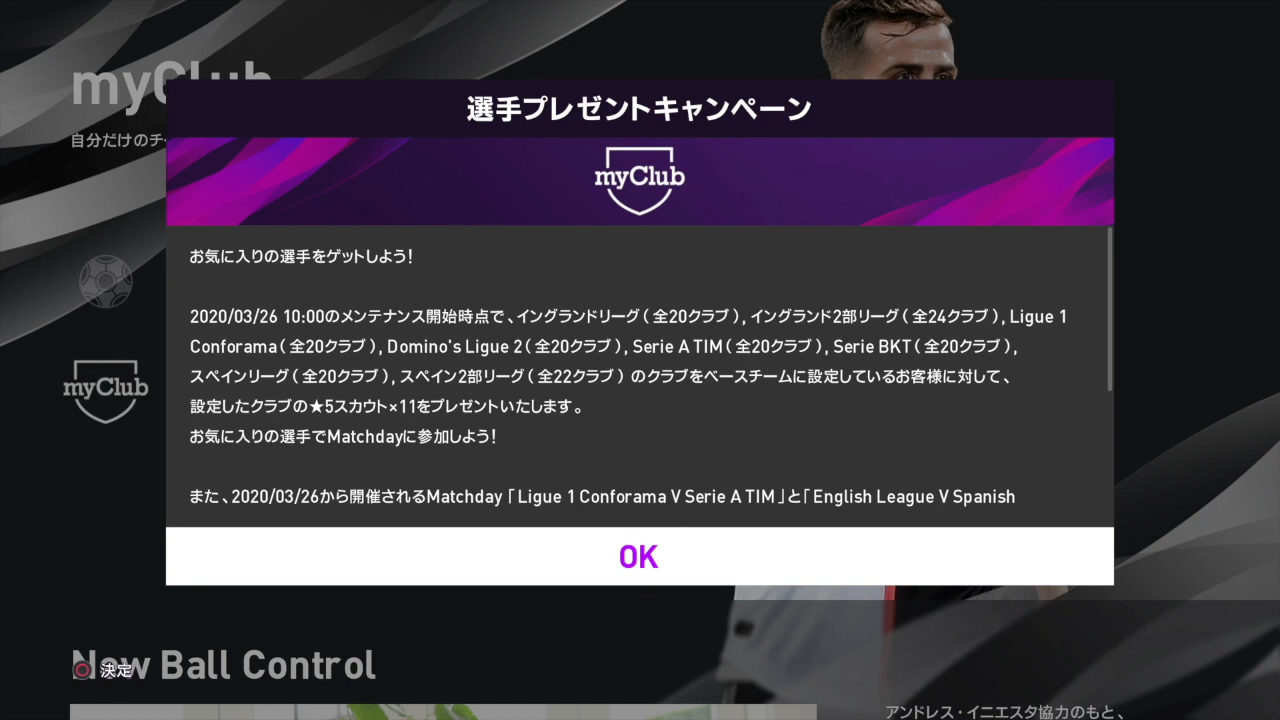 myClub
選手プレゼントキャンペーン
自分だけのチー
myClub
お気に入りの選手をゲットしよう!
2020/03/26 10:00のメンテナンス開始時点で、イングランドリーグ（全20クラブ）, イングランド2部リーグ（全24クラブ）, Ligue 1
Conforama（全20クラブ）, Domino's Ligue 2（全20クラブ）, Serie A TIM（全20クラブ）, Serie BKT（全20クラブ）,
スペインリーグ（全20クラブ）, スペイン2部リーグ（全22クラブ）のクラブをベースチームに設定しているお客様に対して、
設定したクラブの★5スカウト×11をプレゼントいたします。
お気に入りの選手でMatchdayに参加しよう!
また、2020/03/26から開催されるMatchday「Ligue 1 Conforama V Serie A TIM」と「English League V Spanish
myClub
OK
New Ball Control
決定
アンドレス・イニエスタ協力のもと、